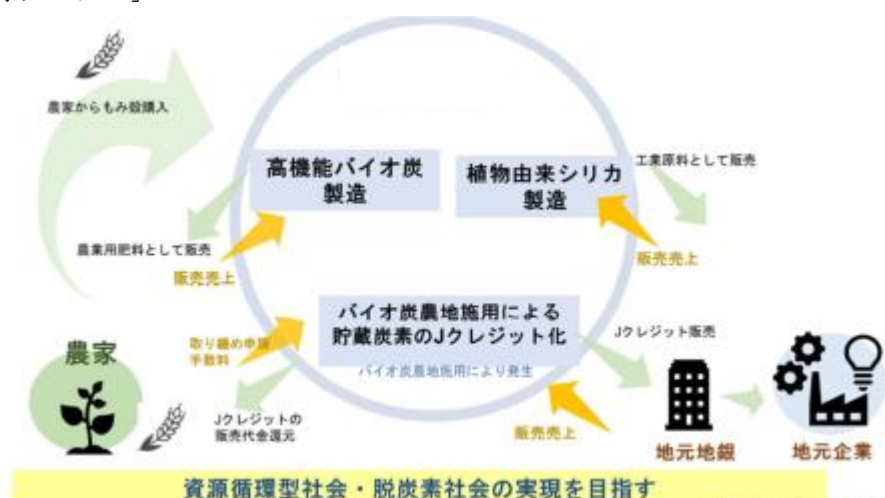 農家からもみ殻購入
高機能バイオ炭
製造
植物由来シリカ
製造
工業原料として販売
農業用肥料として販売
販売売上
販売売上
バイオ炭農地施用による
貯蔵炭素のJクレジット化
バイオ炭農地施用により発生
取り纏め申請
手数料
Jクレジット販売
農家
Jクレジットの
販売代金還元
販売売上
地元地銀
地元企業
資源循環型社会・脱炭素社会の実現を目指す